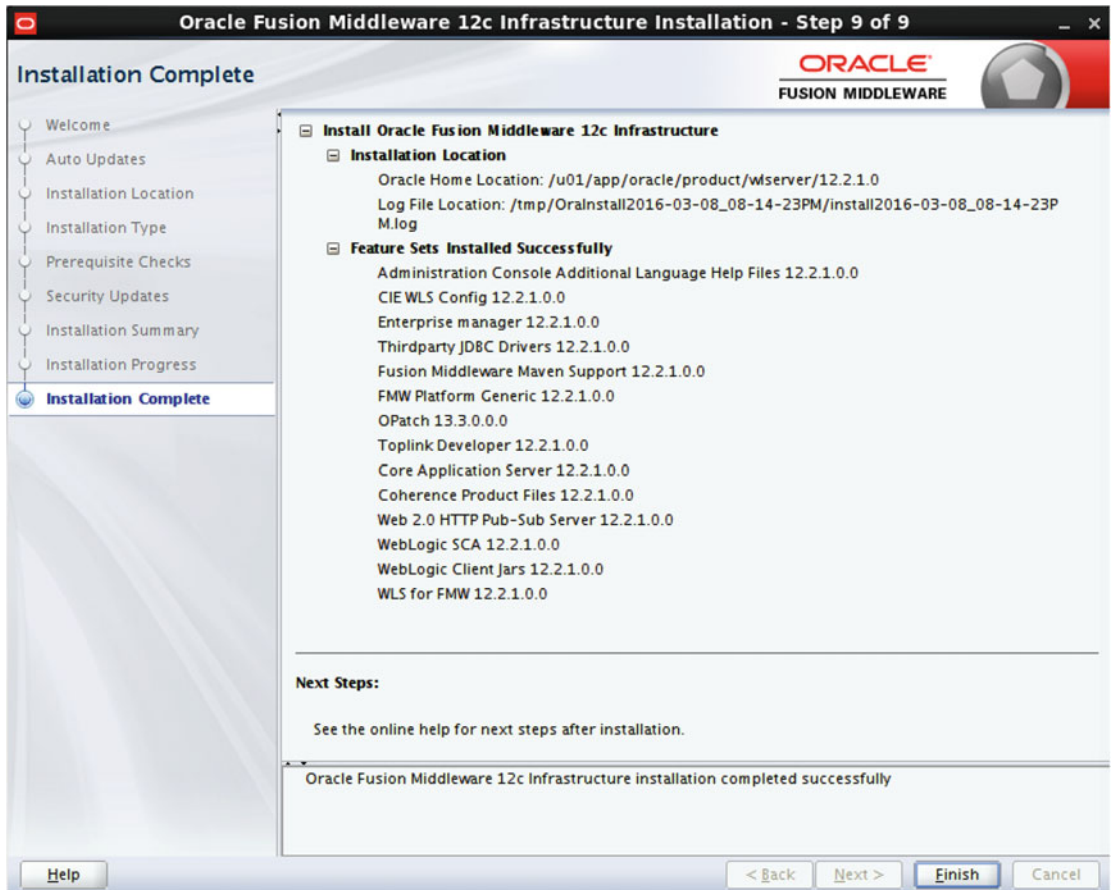 Oracle Fusion Middleware 12c Infrastructure Installation - Step 9 of 9
Installation Complete
ORACLE
FUSION MIDDLEWARE
Welcome
Auto Updates
Installation Location
Installation Type
Prerequisite Checks
Security Updates
Installation Summary
Installation Progress
Installation Complete
Install Oracle Fusion Middleware 12c Infrastructure
Installation Location
Oracle Home Location: /u01/app/oracle/product/wlserver/12.2.1.0
Log File Location: /tmp/OraInstall2016-03-08_08-14-23PM/install2016-03-08_08-14-23P
M.log
Feature Sets Installed Successfully
Administration Console Additional Language Help Files 12.2.1.0.0
CIE WLS Config 12.2.1.0.0
Enterprise manager 12.2.1.0.0
Thirdparty JDBC Drivers 12.2.1.0.0
Fusion Middleware Maven Support 12.2.1.0.0
FMW Platform Generic 12.2.1.0.0
OPatch 13.3.0.0.0
Toplink Developer 12.2.1.0.0
Core Application Server 12.2.1.0.0
Coherence Product Files 12.2.1.0.0
Web 2.0 HTTP Pub-Sub Server 12.2.1.0.0
WebLogic SCA 12.2.1.0.0
WebLogic Client Jars 12.2.1.0.0
WLS for FMW 12.2.1.0.0
Next Steps:
See the online help for next steps after installation.
Oracle Fusion Middleware 12c Infrastructure installation completed successfully
Help
< Back
Next >
Finish
Cancel